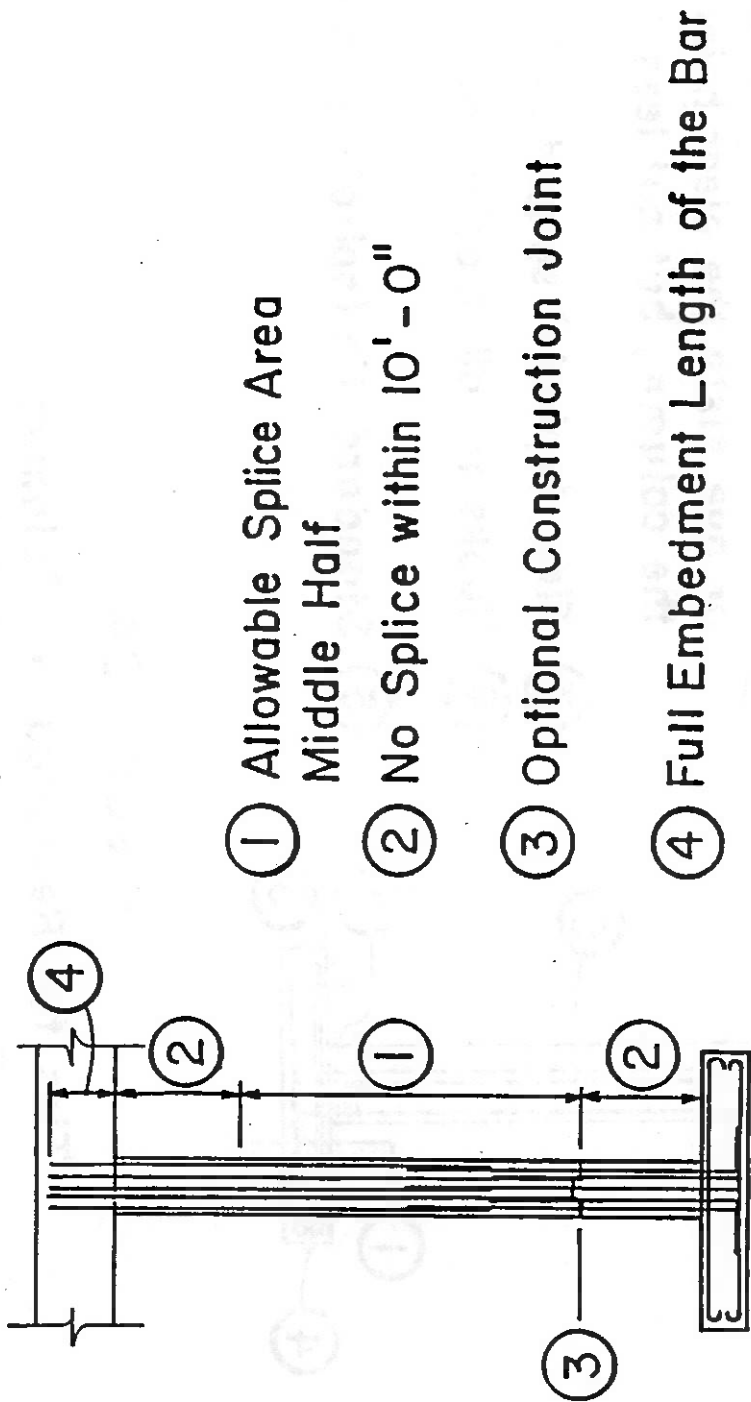 4
2
1
2
3
1 Allowable Splice Area
Middle Half
2 No Splice within 10'-0"
3 Optional Construction Joint
4 Full Embedment Length of the Bar